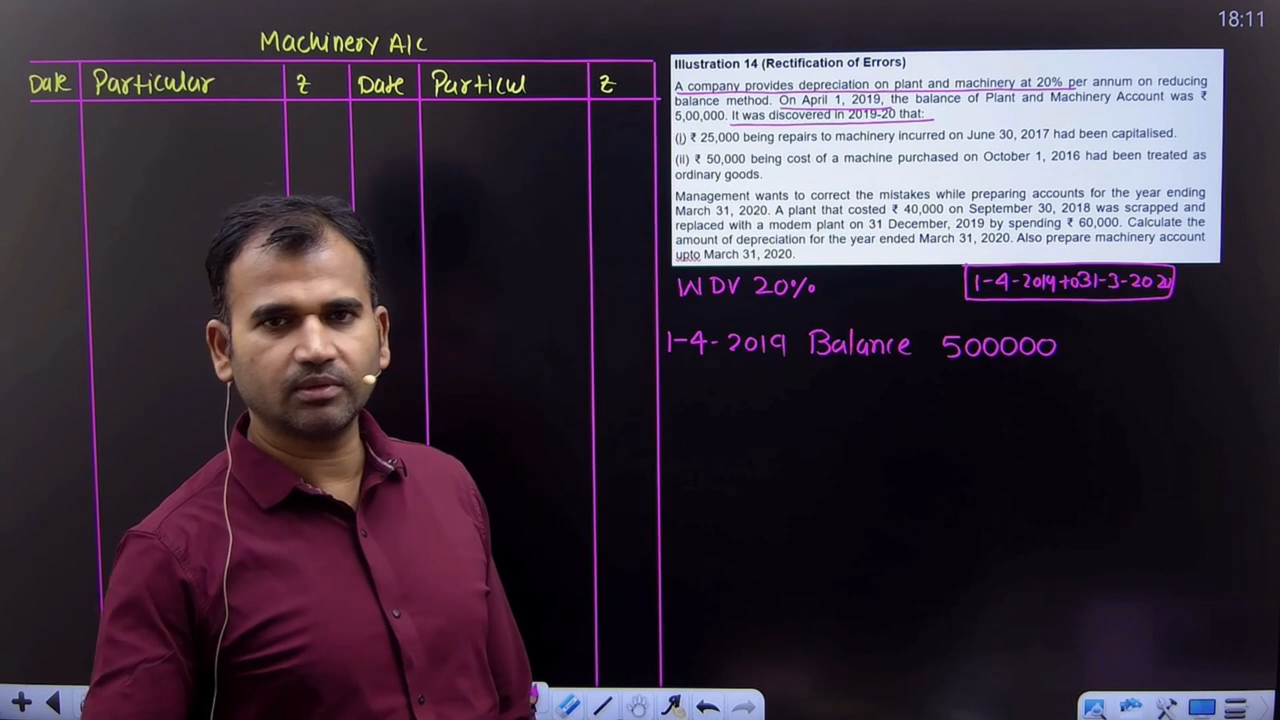 18:11
Machinery A/c
Date Particular ₹ Date Particul ₹
Illustration 14 (Rectification of Errors)
A company provides depreciation on plant and machinery at 20% per annum on reducing
balance method. On April 1, 2019, the balance of Plant and Machinery Account was ₹
5,00,000. It was discovered in 2019-20 that:
(i) ₹ 25,000 being repairs to machinery incurred on June 30, 2017 had been capitalised.
(ii) ₹ 50,000 being cost of a machine purchased on October 1, 2016 had been treated as
ordinary goods.
Management wants to correct the mistakes while preparing accounts for the year ending
March 31, 2020. A plant that costed ₹ 40,000 on September 30, 2018 was scrapped and
replaced with a modem plant on 31 December, 2019 by spending ₹ 60,000. Calculate the
amount of depreciation for the year ended March 31, 2020. Also prepare machinery account
upto March 31, 2020.
WDV 20%
1-4-2019 to 31-3-2020
1-4-2019 Balance 500000